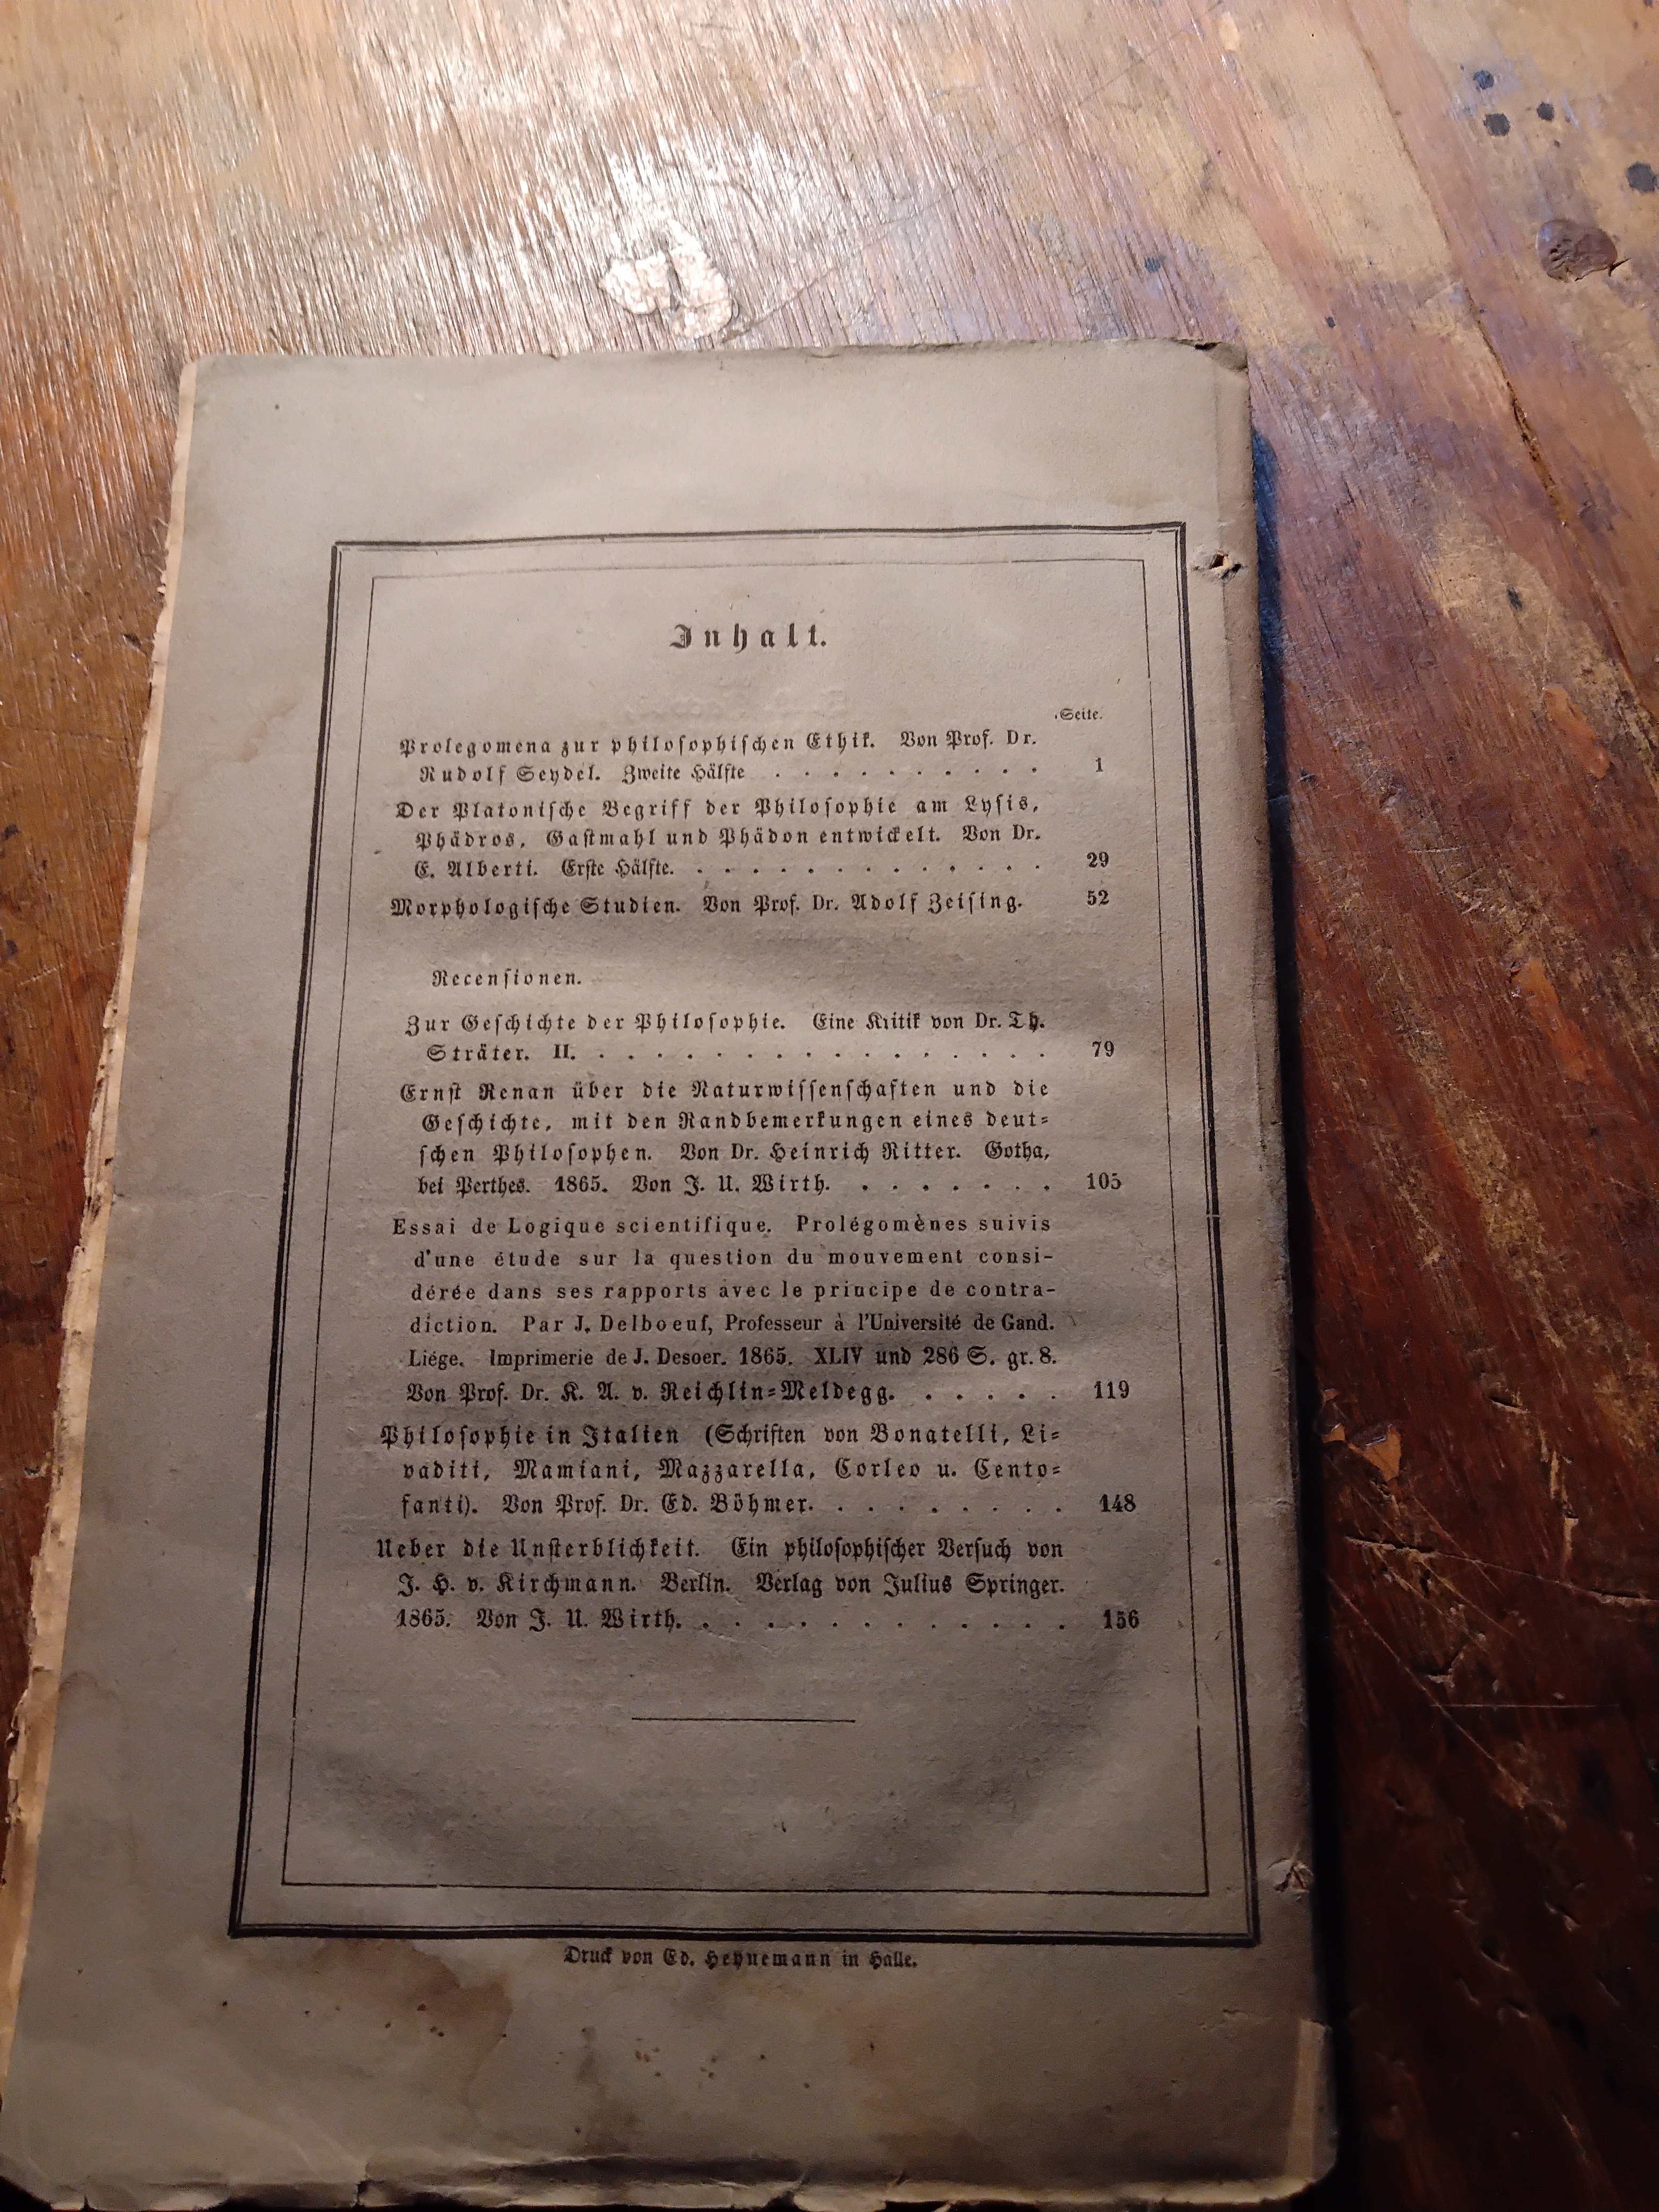 Inhalt.
Seite.
Prolegomena zur philosophischen Ethik. Von Prof. Dr.
Rudolf Seydel. Zweite Hälfte . . . . . . . . . . 1
Der Platonische Begriff der Philosophie am Lysis,
Phädros, Gastmahl und Phädon entwickelt. Von Dr.
E. Alberti. Erste Hälfte. . . . . . . . . . . . . . 29
Morphologische Studien. Von Prof. Dr. Adolf Zeising. 52
Recensionen.
Zur Geschichte der Philosophie. Eine Kritik von Dr. Th.
Sträter. II. . . . . . . . . . . . . . . . . 79
Ernst Renan über die Naturwissenschaften und die
Geschichte, mit den Randbemerkungen eines deut-
schen Philosophen. Von Dr. Heinrich Ritter. Gotha,
bei Perthes. 1865. Von J. U. Wirth. . . . . . . . 105
Essai de Logique scientifique. Prolégomènes suivis
d'une étude sur la question du mouvement consi-
dérée dans ses rapports avec le principe de contra-
diction. Par J. Delboeuf, Professeur à l'Université de Gand.
Liége. Imprimerie de J. Desoer. 1865. XLIV und 286 S. gr. 8.
Von Prof. Dr. K. A. v. Reichlin-Meldegg. . . . . . 119
Philosophie in Italien (Schriften von Bonatelli, Li-
vaditi, Mamiani, Mazzarella, Corleo u. Cento-
fanti). Von Prof. Dr. Ed. Böhmer. . . . . . . . . 148
Ueber die Unsterblichkeit. Ein philosophischer Versuch von
J. H. v. Kirchmann. Berlin. Verlag von Julius Springer.
1865. Von J. U. Wirth. . . . . . . . . . . . . 156
Druck von Ed. Heynemann in Halle.